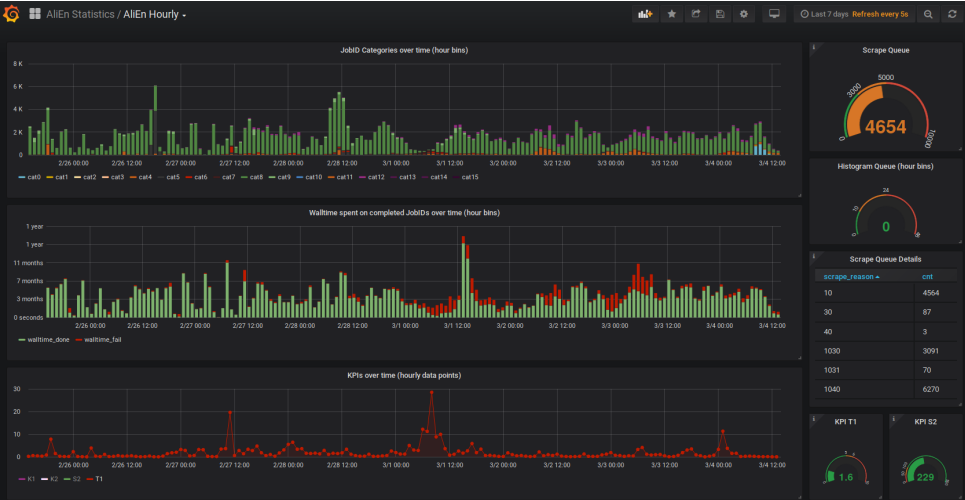 AliEn Statistics / AliEn Hourly
Last 7 days Refresh every 5s
JobID Categories over time (hour bins)
8 K
6 K
4 K
2 K
0
2/26 00:00 2/26 12:00 2/27 00:00 2/27 12:00 2/28 00:00 2/28 12:00 3/1 00:00 3/1 12:00 3/2 00:00 3/2 12:00 3/3 00:00 3/3 12:00 3/4 00:00 3/4 12:00
cat0 cat1 cat2 cat3 cat4 cat5 cat6 cat7 cat8 cat9 cat10 cat11 cat12 cat13 cat14 cat15
Walltime spent on completed JobIDs over time (hour bins)
1 year
1 year
11 months
7 months
3 months
0 seconds
2/26 00:00 2/26 12:00 2/27 00:00 2/27 12:00 2/28 00:00 2/28 12:00 3/1 00:00 3/1 12:00 3/2 00:00 3/2 12:00 3/3 00:00 3/3 12:00 3/4 00:00 3/4 12:00
walltime_done walltime_fail
KPIs over time (hourly data points)
30
20
10
0
2/26 00:00 2/26 12:00 2/27 00:00 2/27 12:00 2/28 00:00 2/28 12:00 3/1 00:00 3/1 12:00 3/2 00:00 3/2 12:00 3/3 00:00 3/3 12:00 3/4 00:00 3/4 12:00
K1 K2 S2 T1
Scrape Queue
0
3000
5000
10000
4654
Histogram Queue (hour bins)
24
0
Scrape Queue Details
scrape_reason cnt
10 4564
30 87
40 3
1030 3091
1031 70
1040 6270
KPI T1
1.6
KPI S2
229